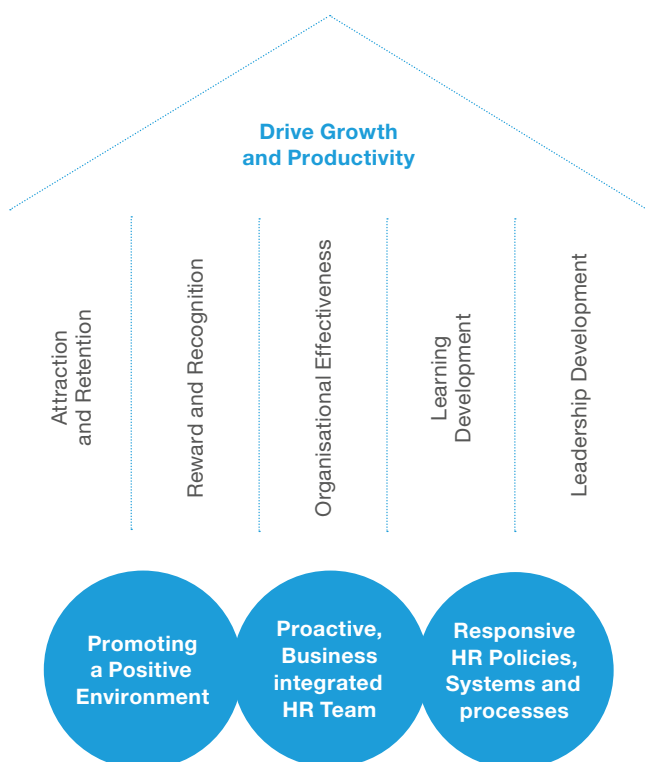 Drive Growth
and Productivity
Attraction
and Retention
Reward and Recognition
Organisational Effectiveness
Learning
Development
Leadership Development
Promoting
a Positive
Environment
Proactive,
Business
integrated
HR Team
Responsive
HR Policies,
Systems and
processes